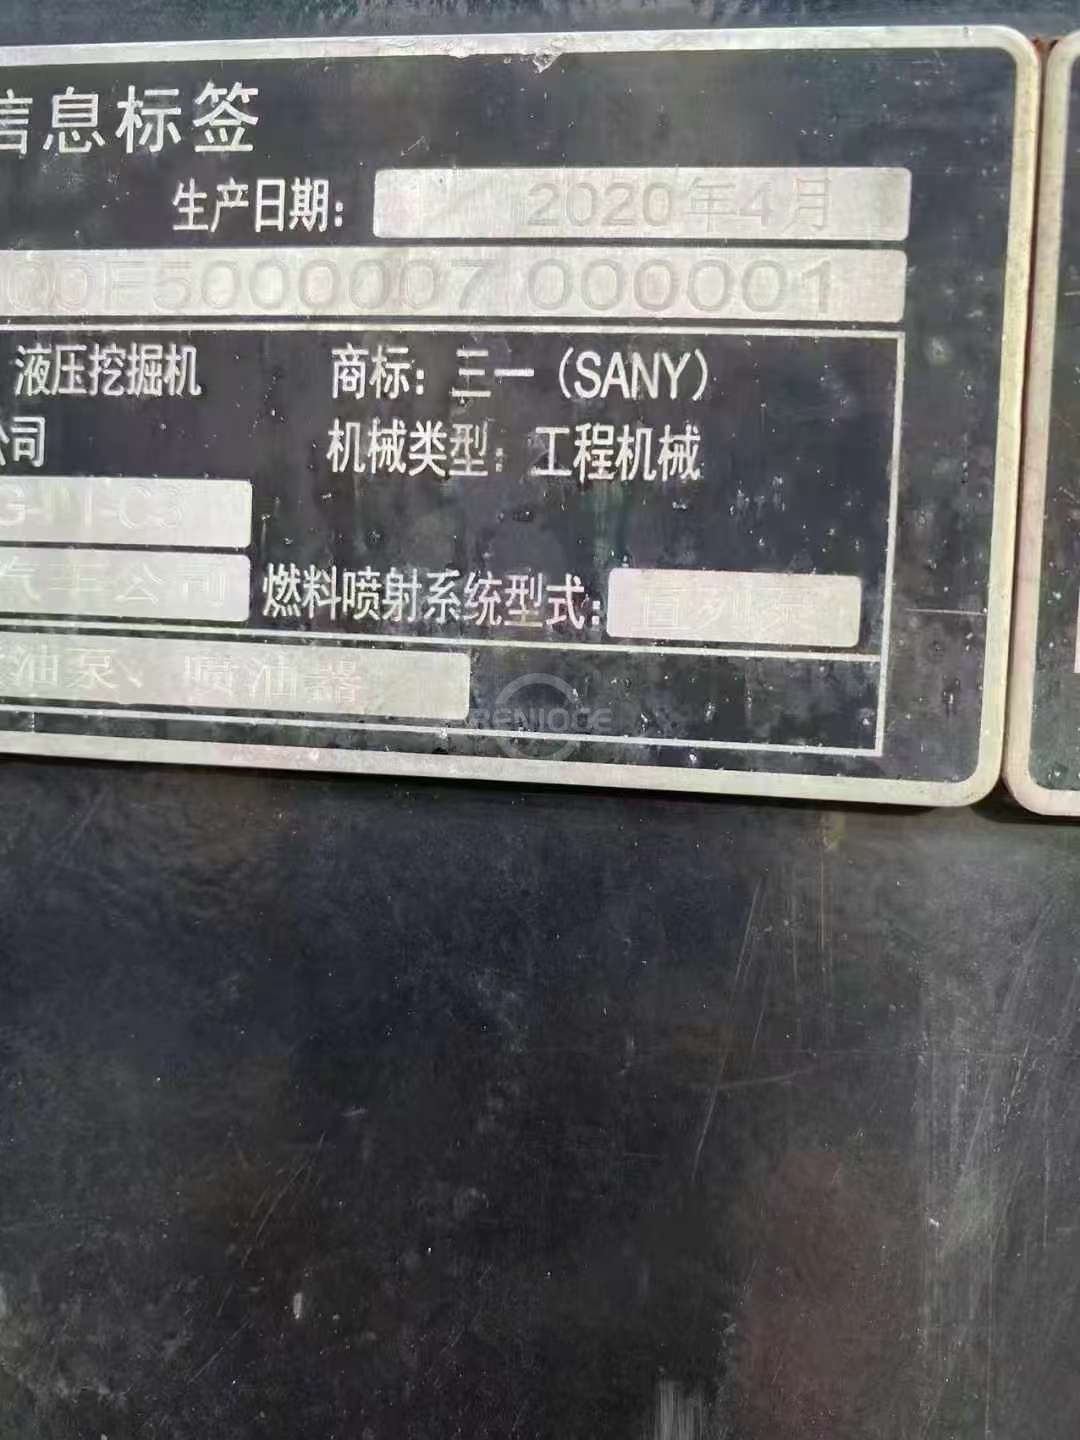 信息标签
生产日期: 2020年4月
00F5000007 000001
液压挖掘机 商标: 三一 (SANY)
公司 机械类型: 工程机械
G-III-C3
汽车公司 燃料喷射系统型式: 直列泵
油泵、喷油器
RENJOCE